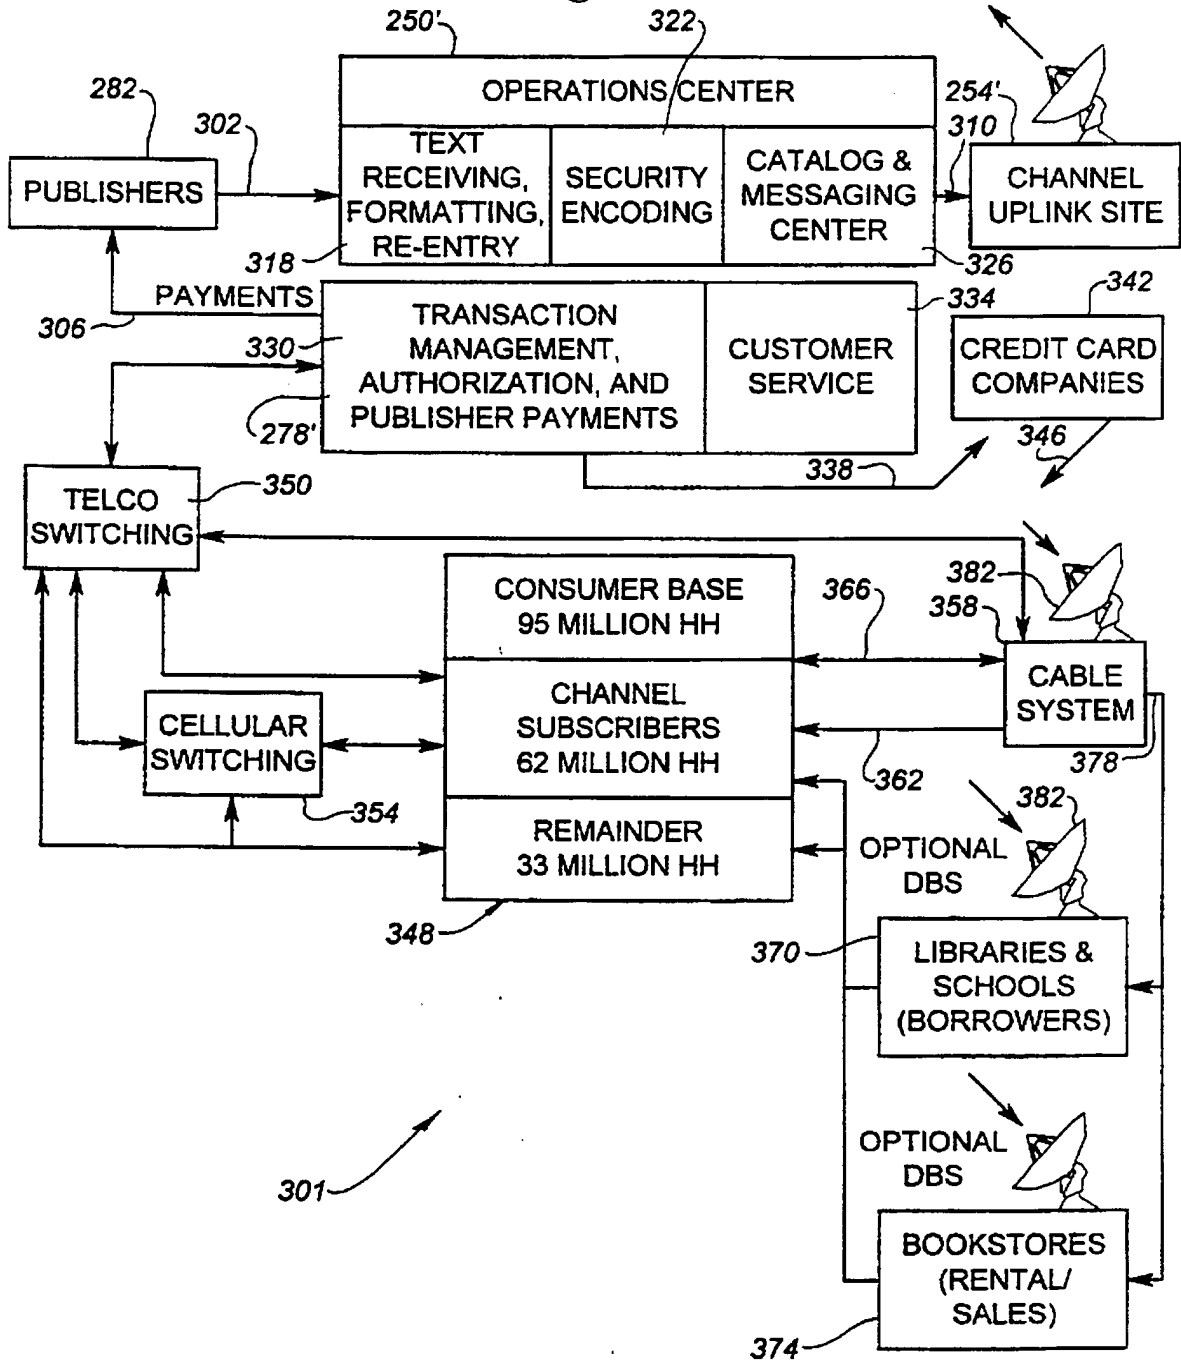 250'
322
OPERATIONS CENTER
282
302
254'
310
PUBLISHERS
TEXT
RECEIVING,
FORMATTING,
RE-ENTRY
SECURITY
ENCODING
CATALOG &
MESSAGING
CENTER
CHANNEL
UPLINK SITE
318
326
PAYMENTS
306
330
TRANSACTION
MANAGEMENT,
AUTHORIZATION, AND
PUBLISHER PAYMENTS
278'
CUSTOMER
SERVICE
334
342
CREDIT CARD
COMPANIES
346
338
TELCO
SWITCHING
350
CONSUMER BASE
95 MILLION HH
366
382
358
CHANNEL
SUBSCRIBERS
62 MILLION HH
CABLE
SYSTEM
CELLULAR
SWITCHING
354
362
378
REMAINDER
33 MILLION HH
348
OPTIONAL
DBS
382
370
LIBRARIES &
SCHOOLS
(BORROWERS)
301
OPTIONAL
DBS
BOOKSTORES
(RENTAL/
SALES)
374